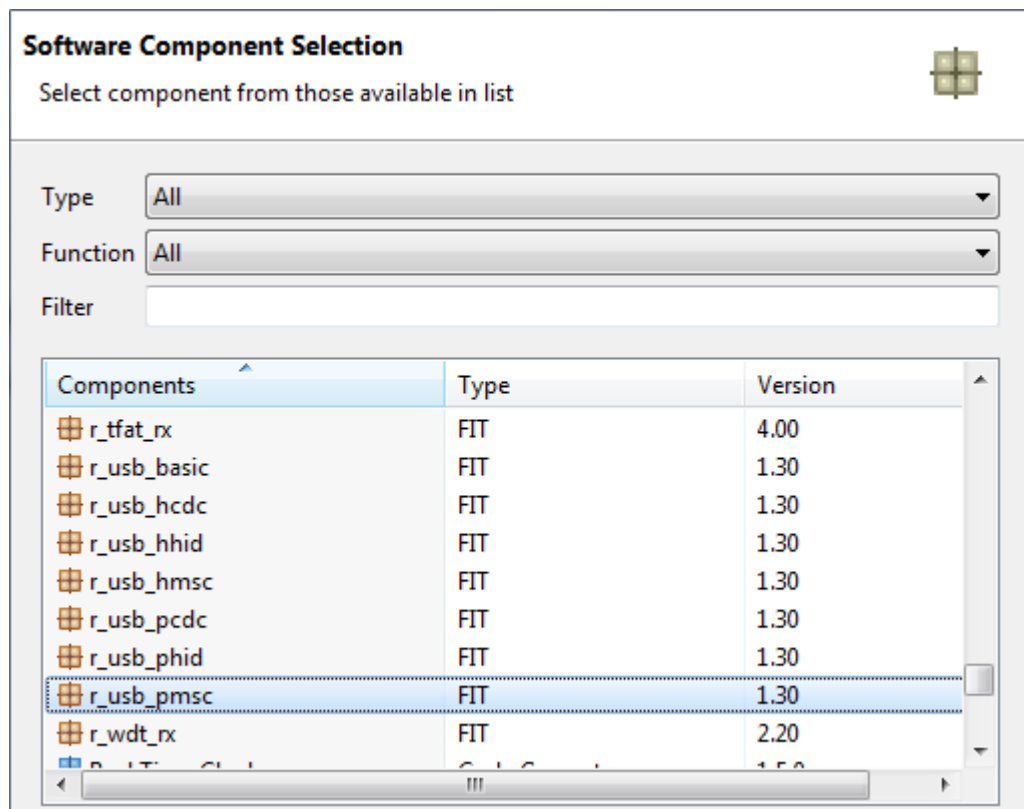 Software Component Selection
Select component from those available in list
Type All
Function All
Filter
Components Type Version
r_tfat_rx FIT 4.00
r_usb_basic FIT 1.30
r_usb_hcdc FIT 1.30
r_usb_hhid FIT 1.30
r_usb_hmsc FIT 1.30
r_usb_pcdc FIT 1.30
r_usb_phid FIT 1.30
r_usb_pmsc FIT 1.30
r_wdt_rx FIT 2.20